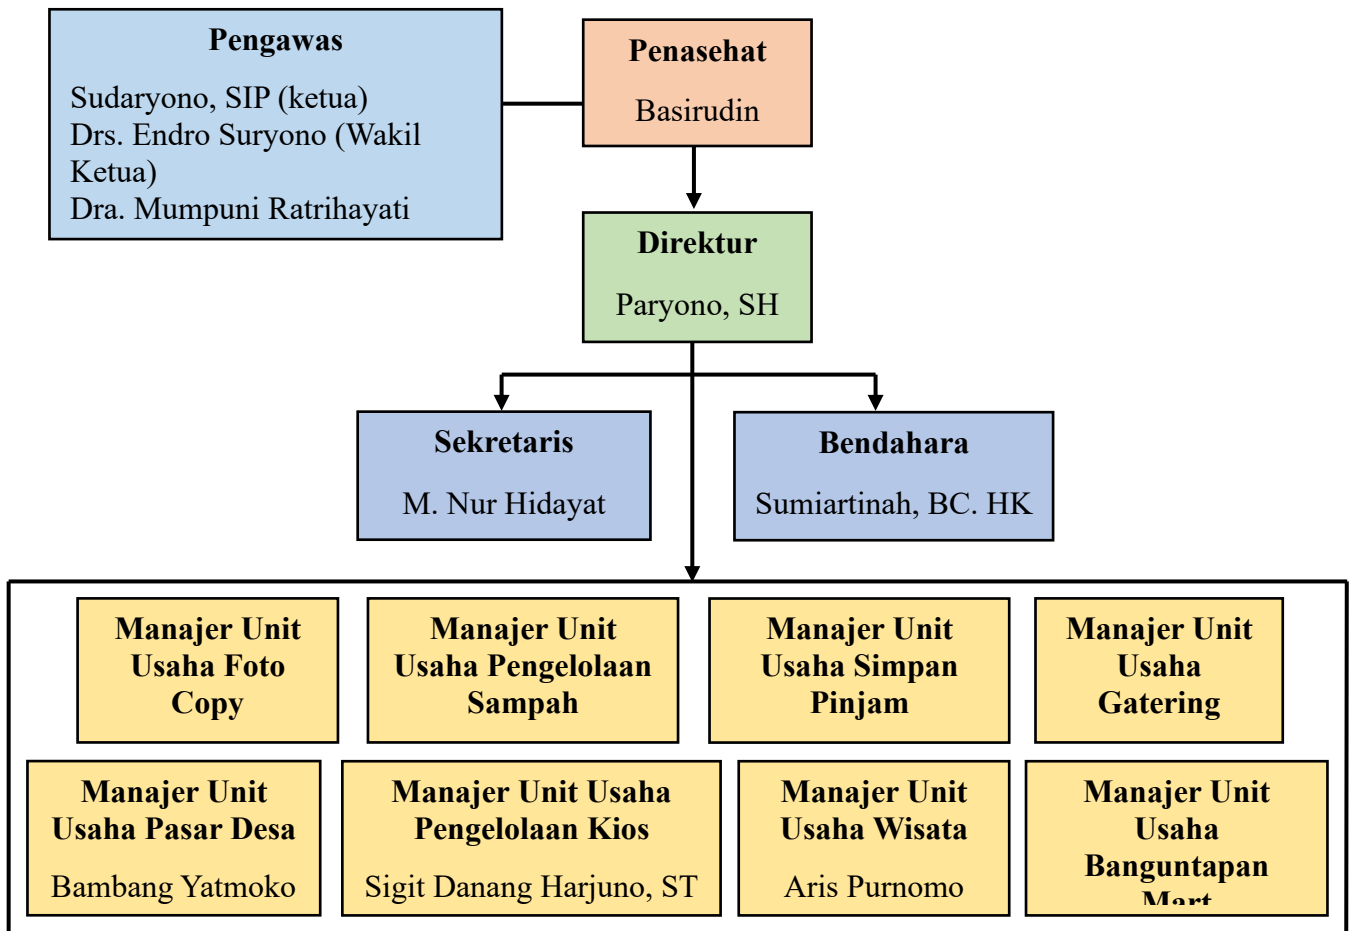 Pengawas
Sudaryono, SIP (ketua)
Drs. Endro Suryono (Wakil
Ketua)
Dra. Mumpuni Ratrihayati
Penasehat
Basirudin
Direktur
Paryono, SH
Sekretaris
M. Nur Hidayat
Bendahara
Sumiartinah, BC. HK
Manajer Unit
Usaha Foto
Copy
Manajer Unit
Usaha Pengelolaan
Sampah
Manajer Unit
Usaha Simpan
Pinjam
Manajer Unit
Usaha
Gatering
Manajer Unit
Usaha Pasar Desa
Bambang Yatmoko
Manajer Unit Usaha
Pengelolaan Kios
Sigit Danang Harjuno, ST
Manajer Unit
Usaha Wisata
Aris Purnomo
Manajer Unit
Usaha
Banguntapan
Mart